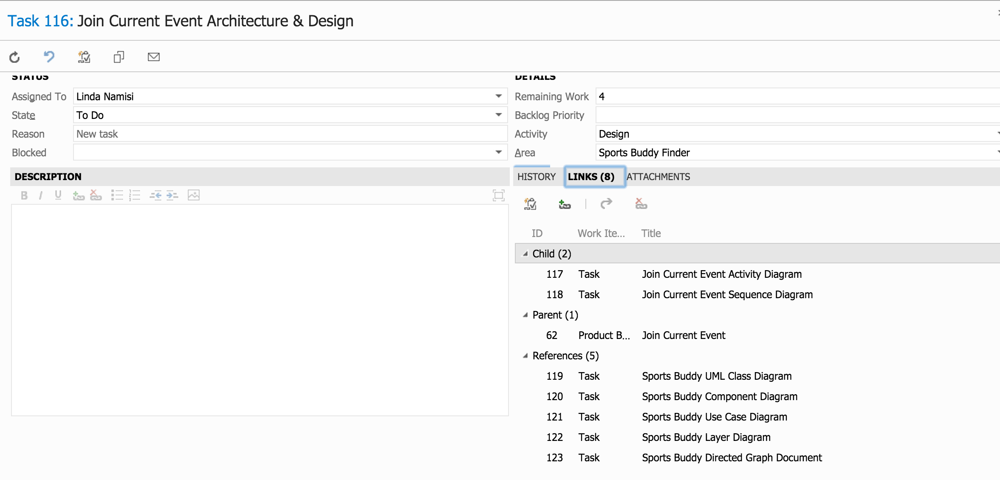 Task 116: Join Current Event Architecture & Design
STATUS
Assigned To Linda Namisi
State To Do
Reason New task
Blocked
DETAILS
Remaining Work 4
Backlog Priority
Activity Design
Area Sports Buddy Finder
DESCRIPTION
B I U
HISTORY LINKS (8) ATTACHMENTS
ID Work Ite... Title
Child (2)
117 Task Join Current Event Activity Diagram
118 Task Join Current Event Sequence Diagram
Parent (1)
62 Product B... Join Current Event
References (5)
119 Task Sports Buddy UML Class Diagram
120 Task Sports Buddy Component Diagram
121 Task Sports Buddy Use Case Diagram
122 Task Sports Buddy Layer Diagram
123 Task Sports Buddy Directed Graph Document